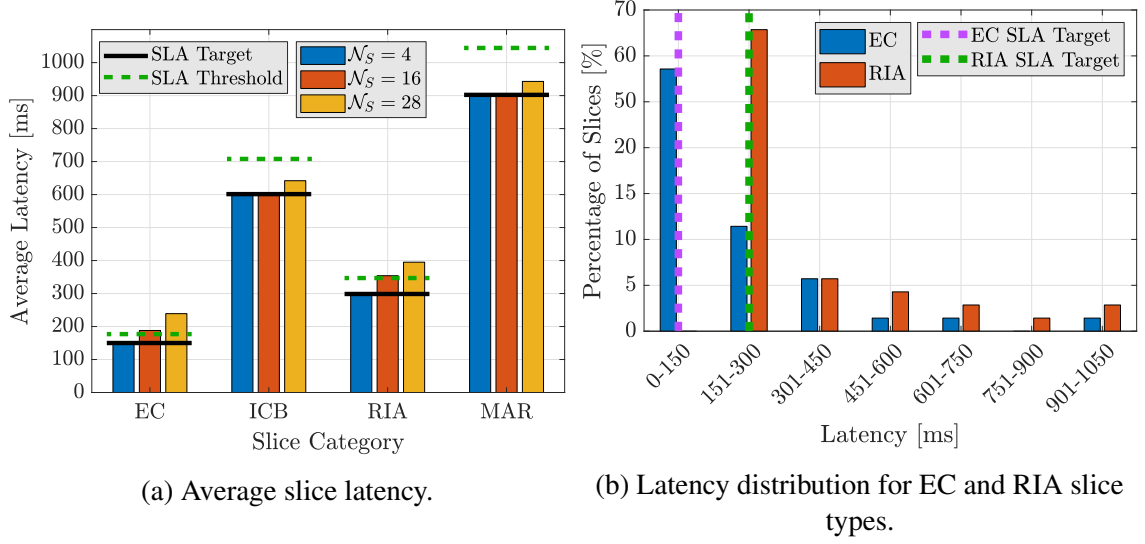 SLA Target
SLA Threshold
𝒩_S = 4
𝒩_S = 16
𝒩_S = 28
1000
900
800
700
600
500
400
300
200
100
0
Average Latency [ms]
EC ICB RIA MAR
Slice Category
(a) Average slice latency.
EC
RIA
EC SLA Target
RIA SLA Target
70
60
50
20
15
10
5
0
Percentage of Slices [%]
0-150 151-300 301-450 451-600 601-750 751-900 901-1050
Latency [ms]
(b) Latency distribution for EC and RIA slice
types.